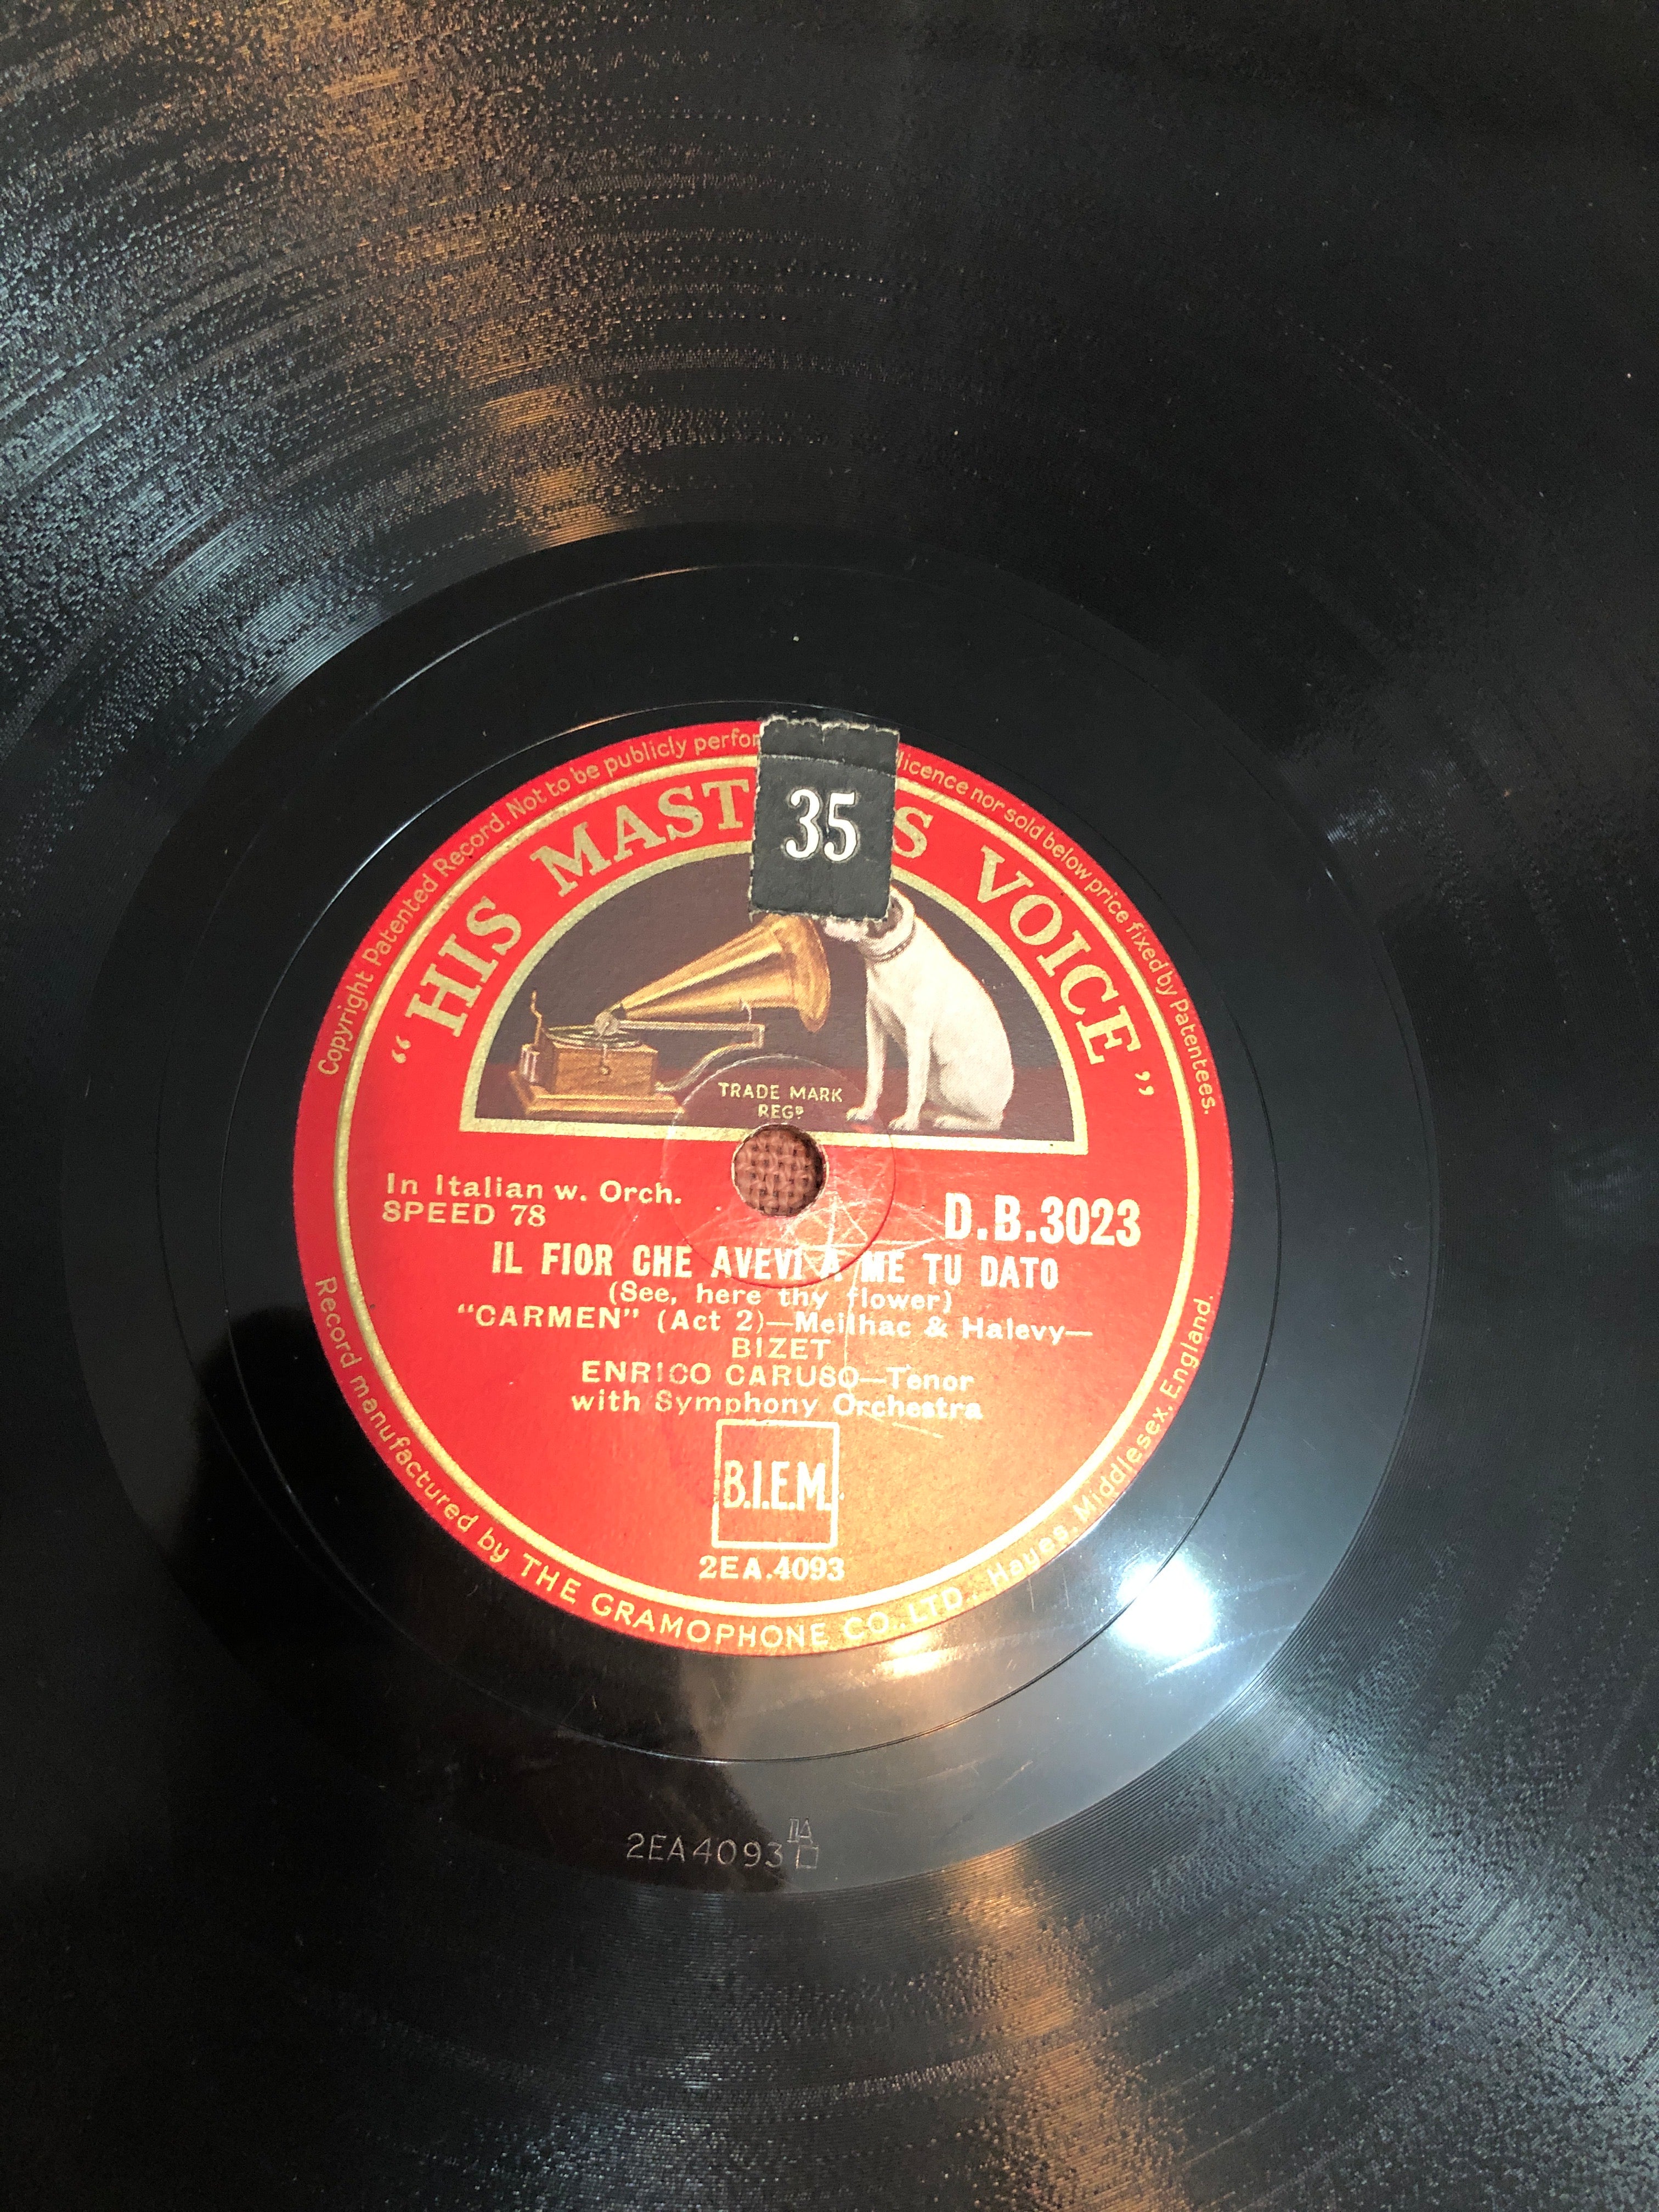 Copyright Patented Record. Not to be publicly perfor licence nor sold below price fixed by Patentees.
"HIS MAST S VOICE"
35
TRADE MARK
REGD
In Italian w. Orch.
SPEED 78
D.B.3023
IL FIOR CHE AVEVI A ME TU DATO
(See, here thy flower)
"CARMEN" (Act 2)—Meilhac & Halevy—
BIZET
ENRICO CARUSO—Tenor
with Symphony Orchestra
B.I.E.M.
2EA.4093
Record manufactured by THE GRAMOPHONE CO. LTD., Hayes, Middlesex, England.
2EA4093